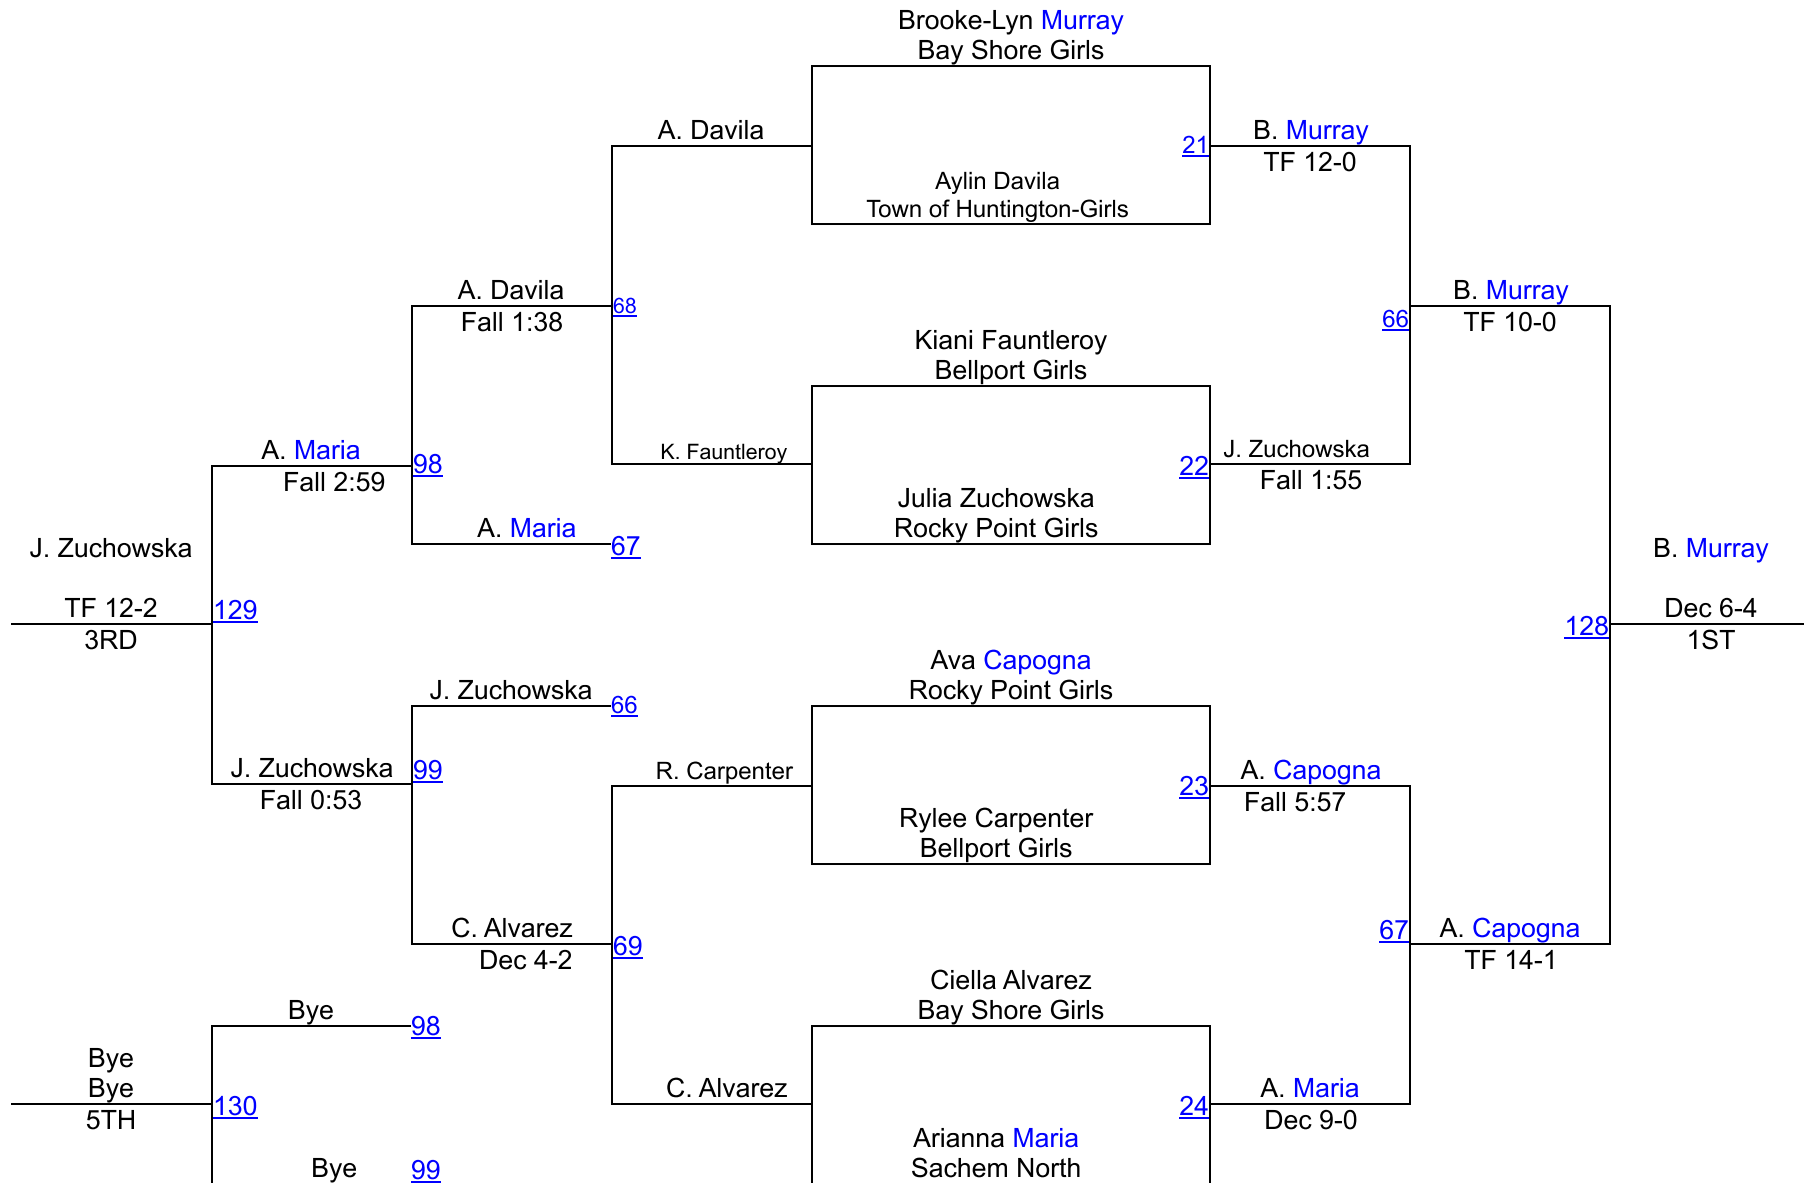 Brooke-Lyn Murray
Bay Shore Girls
A. Davila
21
B. Murray
TF 12-0
Aylin Davila
Town of Huntington-Girls
A. Davila
Fall 1:38
68
B. Murray
TF 10-0
66
Kiani Fauntleroy
Bellport Girls
A. Maria
Fall 2:59
98
K. Fauntleroy
22
J. Zuchowska
Fall 1:55
Julia Zuchowska
Rocky Point Girls
A. Maria
67
J. Zuchowska
TF 12-2
3RD
129
B. Murray
Dec 6-4
1ST
128
Ava Capogna
Rocky Point Girls
J. Zuchowska
66
J. Zuchowska
Fall 0:53
99
R. Carpenter
23
A. Capogna
Fall 5:57
Rylee Carpenter
Bellport Girls
C. Alvarez
Dec 4-2
69
67
A. Capogna
TF 14-1
Ciella Alvarez
Bay Shore Girls
Bye
98
Bye
Bye
5TH
130
C. Alvarez
24
A. Maria
Dec 9-0
Arianna Maria
Sachem North
Bye
99